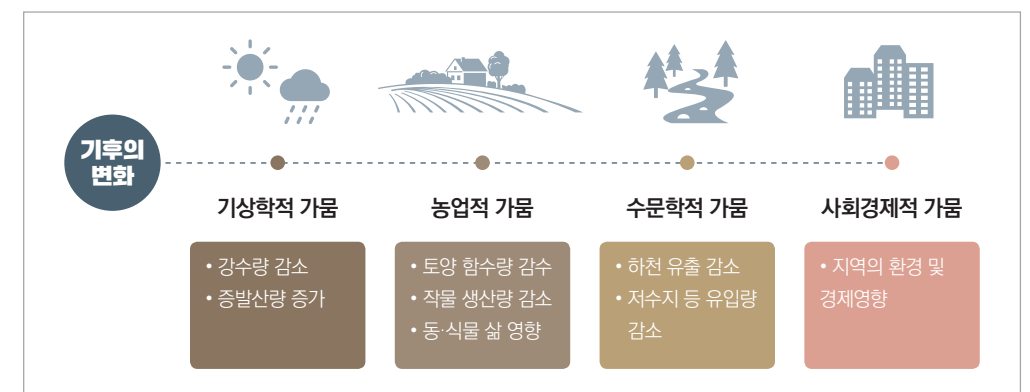 기후의
변화
기상학적 가뭄
농업적 가뭄
수문학적 가뭄
사회경제적 가뭄
• 강수량 감소
• 증발산량 증가
• 토양 함수량 감수
• 작물 생산량 감소
• 동·식물 삶 영향
• 하천 유출 감소
• 저수지 등 유입량
감소
• 지역의 환경 및
경제영향